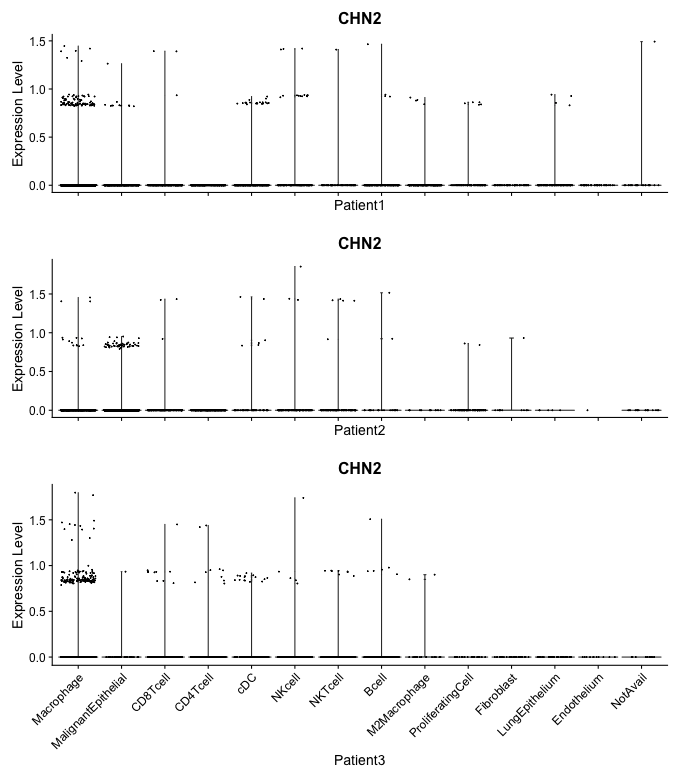 CHN2
Expression Level
1.5
1.0
0.5
0.0
Patient1
CHN2
Expression Level
1.5
1.0
0.5
0.0
Patient2
CHN2
Expression Level
1.5
1.0
0.5
0.0
Macrophage
MalignantEpithelial
CD8Tcell
CD4Tcell
cDC
NKcell
NKTcell
Bcell
M2Macrophage
ProliferatingCell
Fibroblast
LungEpithelium
Endothelium
NotAvail
Patient3